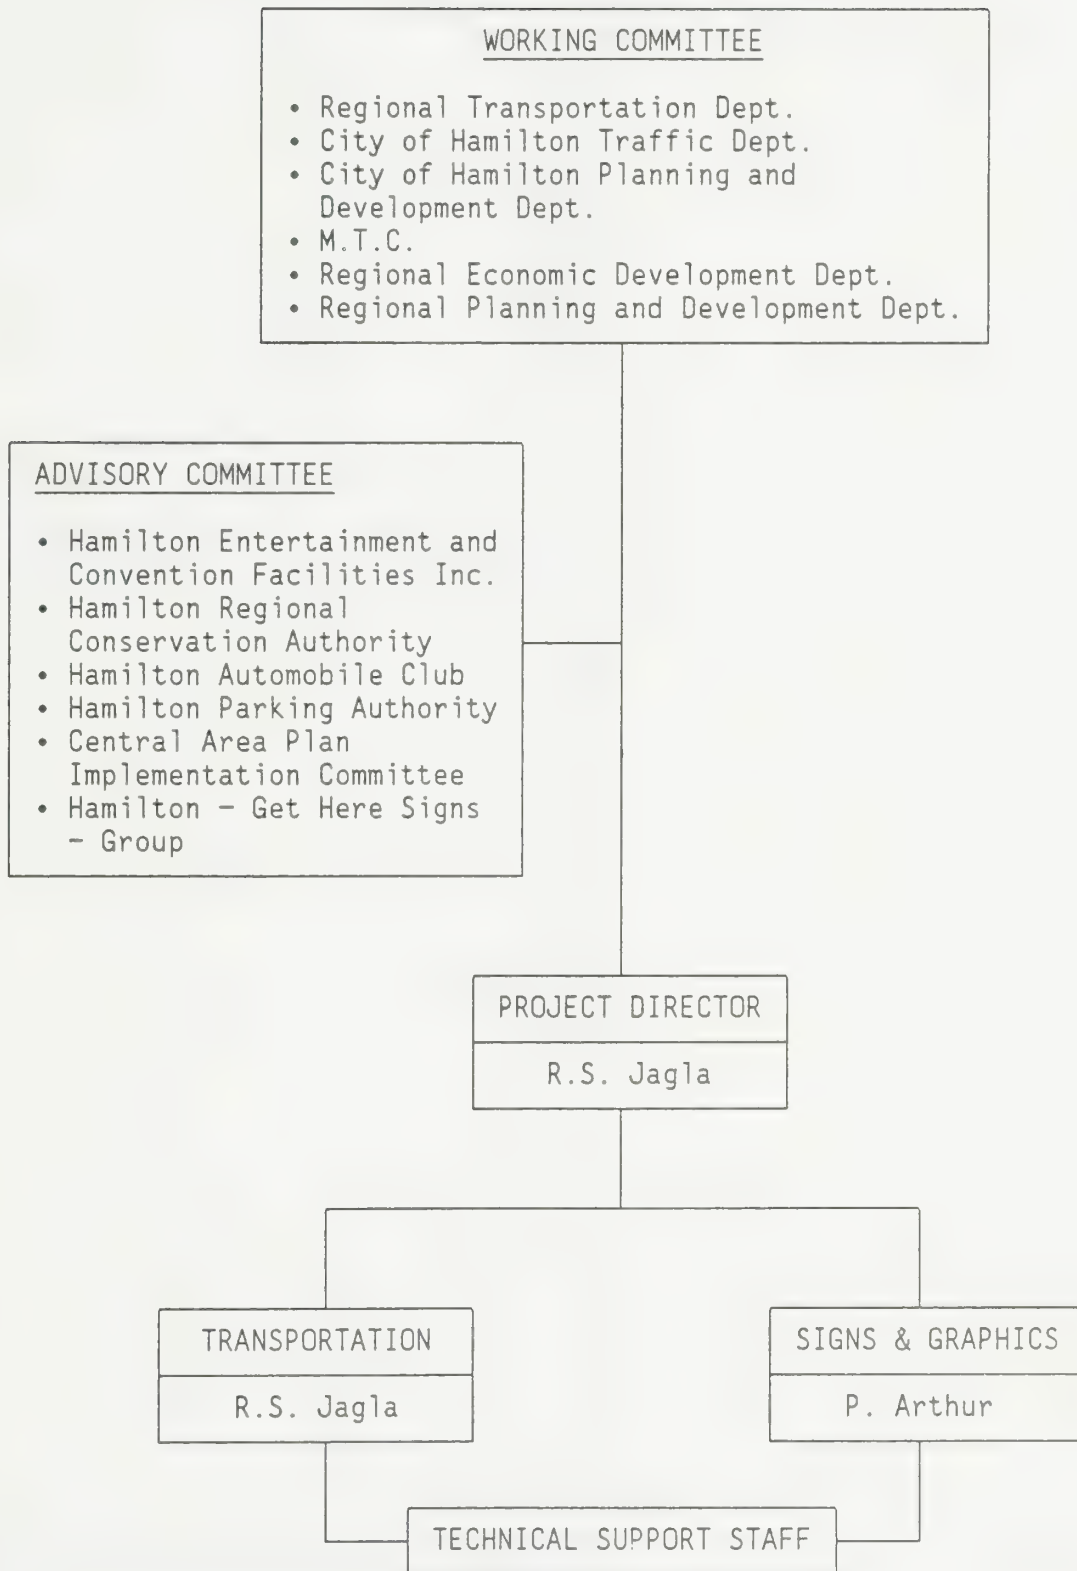 WORKING COMMITTEE
• Regional Transportation Dept.
• City of Hamilton Traffic Dept.
• City of Hamilton Planning and
Development Dept.
• M.T.C.
• Regional Economic Development Dept.
• Regional Planning and Development Dept.
ADVISORY COMMITTEE
• Hamilton Entertainment and
Convention Facilities Inc.
• Hamilton Regional
Conservation Authority
• Hamilton Automobile Club
• Hamilton Parking Authority
• Central Area Plan
Implementation Committee
• Hamilton – Get Here Signs
– Group
PROJECT DIRECTOR
R.S. Jagla
TRANSPORTATION
R.S. Jagla
SIGNS & GRAPHICS
P. Arthur
TECHNICAL SUPPORT STAFF